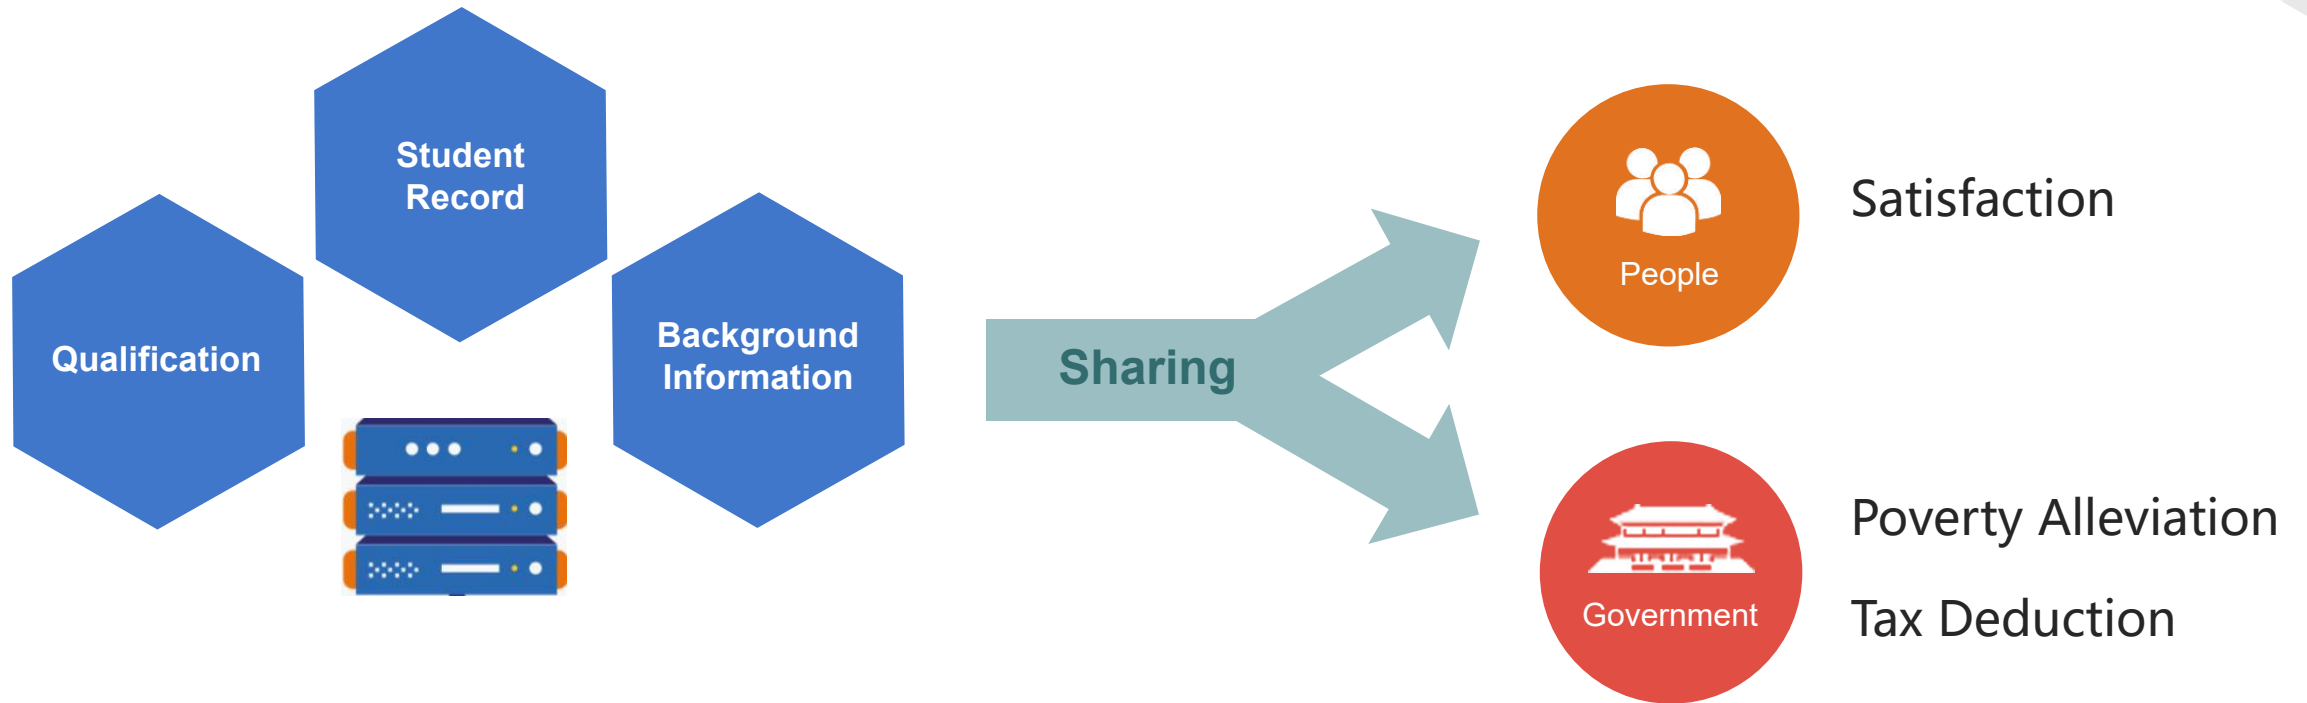 Student
Record
Qualification
Background
Information
Sharing
People
Satisfaction
Government
Poverty Alleviation
Tax Deduction